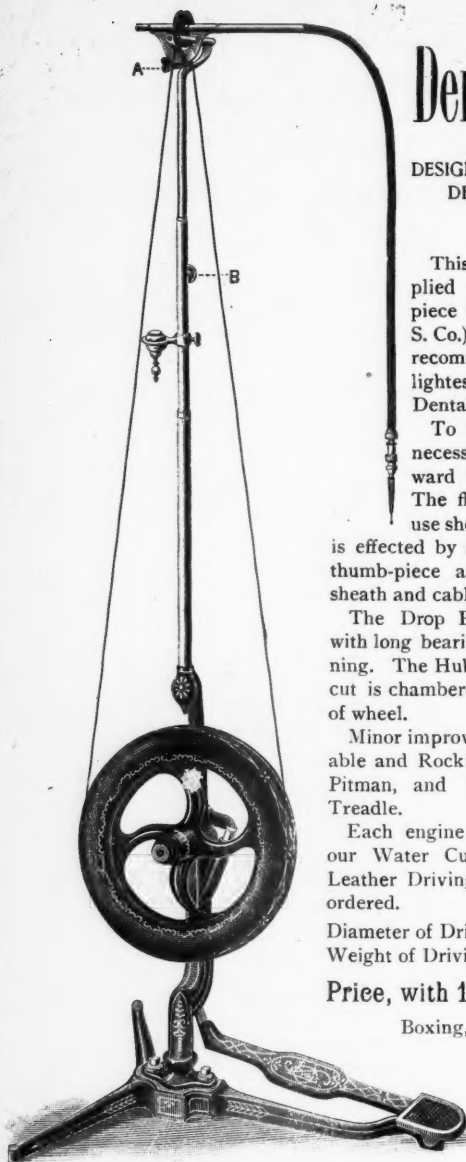 A
B
DESIG
DE
This
plied
piece
S. Co.)
recom
lightes
Denta
To
necess
ward
The fl
use sh
is effected by
thumb-piece a
sheath and cabl
The Drop F
with long beari
ning. The Hul
cut is chamber
of wheel.
Minor improv
able and Rocki
Pitman, and
Treadle.
Each engine
our Water Cu
Leather Driving
ordered.
Diameter of Dri
Weight of Drivi
Price, with 1
Boxing,